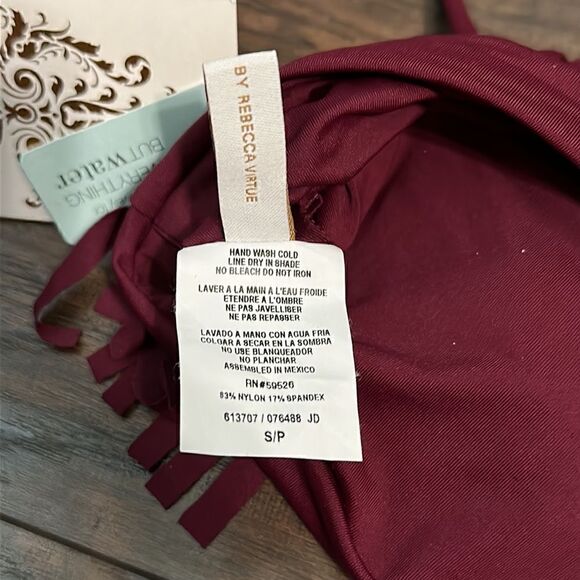 BY REBECCA VIRTUE
EVERYTHING
BUT WATER
HAND WASH COLD
LINE DRY IN SHADE
NO BLEACH DO NOT IRON
LAVER A LA MAIN A L'EAU FROIDE
ETENDRE A L'OMBRE
NE PAS JAVELLIBER
NE PAS REPASSER
LAVADO A MANO CON AGUA FRIA
COLGAR A SECAR EN LA SOMBRA
NO USE BLANQUEADOR
NO PLANCHAR
ASSEMBLED IN MEXICO
RN#59526
83% NYLON 17% SPANDEX
613707 / 076488 JD
S/P